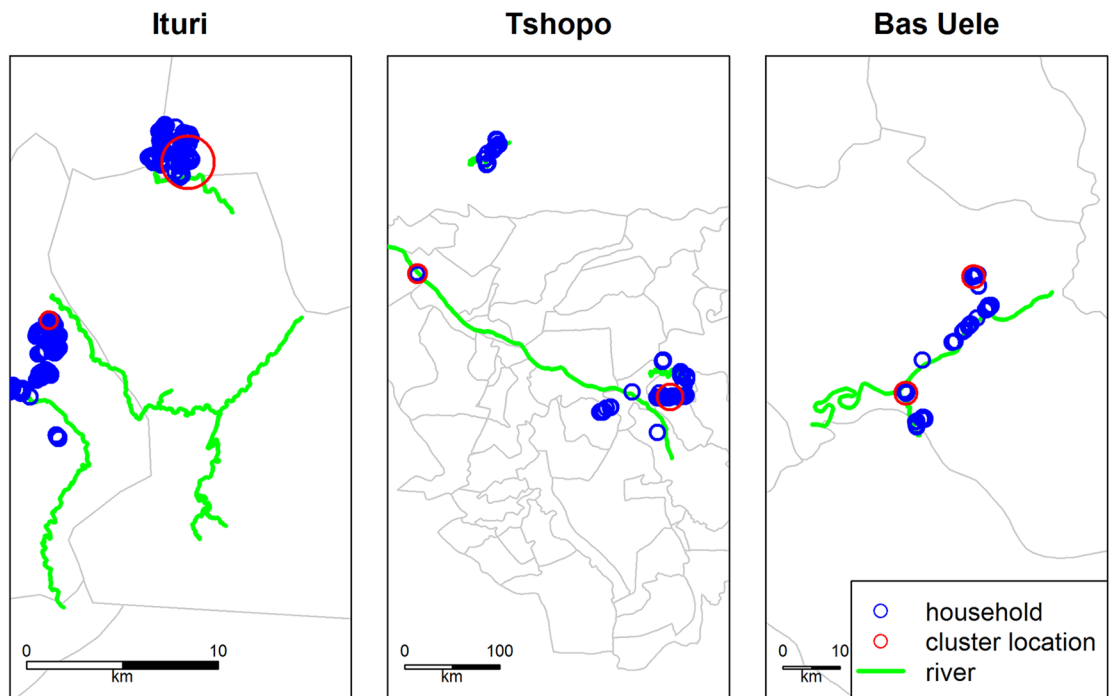 Ituri
Tshopo
Bas Uele
0 10
km
0 100
km
0 10
km
household
cluster location
river